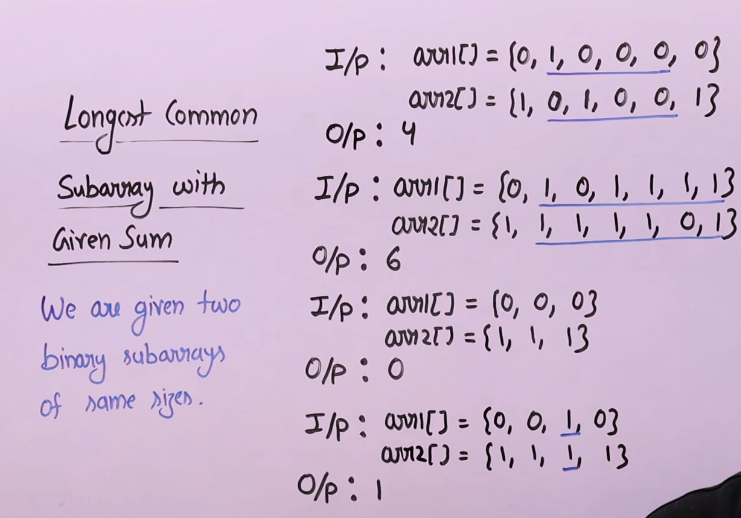 Longest Common
Subarray with
Given Sum
We are given two
binary subarrays
of same sizes.
I/p : arr1[] = {0, 1, 0, 0, 0, 0}
arr2[] = {1, 0, 1, 0, 0, 1}
O/p : 4
I/p : arr1[] = {0, 1, 0, 1, 1, 1, 1}
arr2[] = {1, 1, 1, 1, 1, 0, 1}
O/p : 6
I/p : arr1[] = {0, 0, 0}
arr2[] = {1, 1, 1}
O/p : 0
I/p : arr1[] = {0, 0, 1, 0}
arr2[] = {1, 1, 1, 1}
O/p : 1